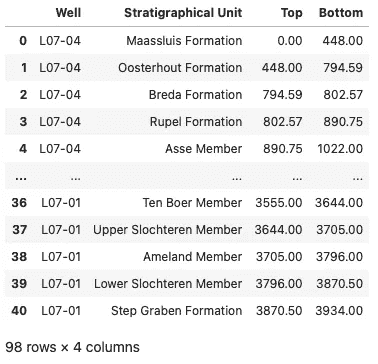 Well Stratigraphical Unit Top Bottom
0 L07-04 Maassluis Formation 0.00 448.00
1 L07-04 Oosterhout Formation 448.00 794.59
2 L07-04 Breda Formation 794.59 802.57
3 L07-04 Rupel Formation 802.57 890.75
4 L07-04 Asse Member 890.75 1022.00
... ... ... ... ...
36 L07-01 Ten Boer Member 3555.00 3644.00
37 L07-01 Upper Slochteren Member 3644.00 3705.00
38 L07-01 Ameland Member 3705.00 3796.00
39 L07-01 Lower Slochteren Member 3796.00 3870.50
40 L07-01 Step Graben Formation 3870.50 3934.00
98 rows × 4 columns